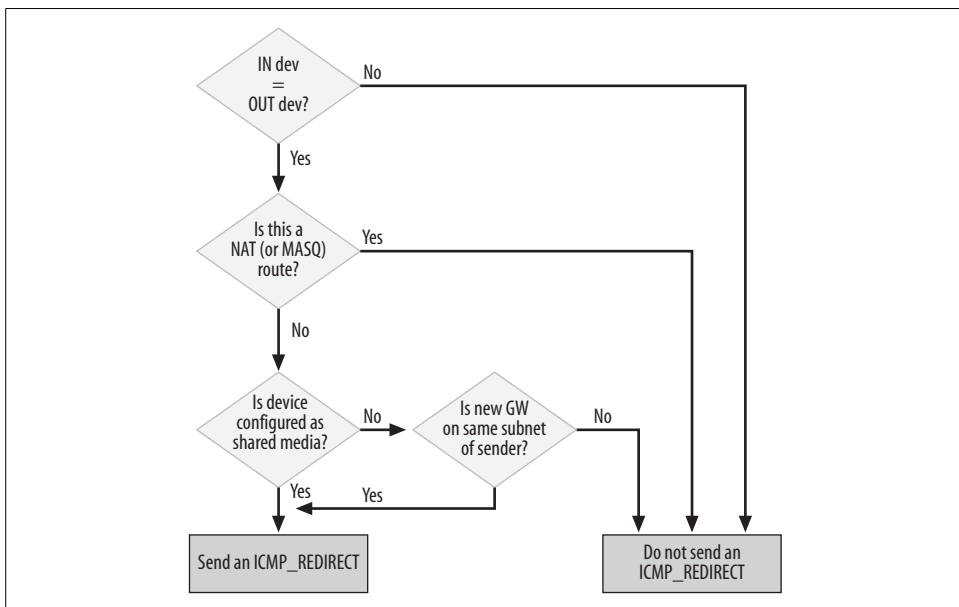 IN dev
=
OUT dev?
No
Yes
Is this a
NAT (or MASQ)
route?
Yes
No
Is device
configured as
shared media?
No
Is new GW
on same subnet
of sender?
No
Yes
Yes
Send an ICMP_REDIRECT
Do not send an
ICMP_REDIRECT